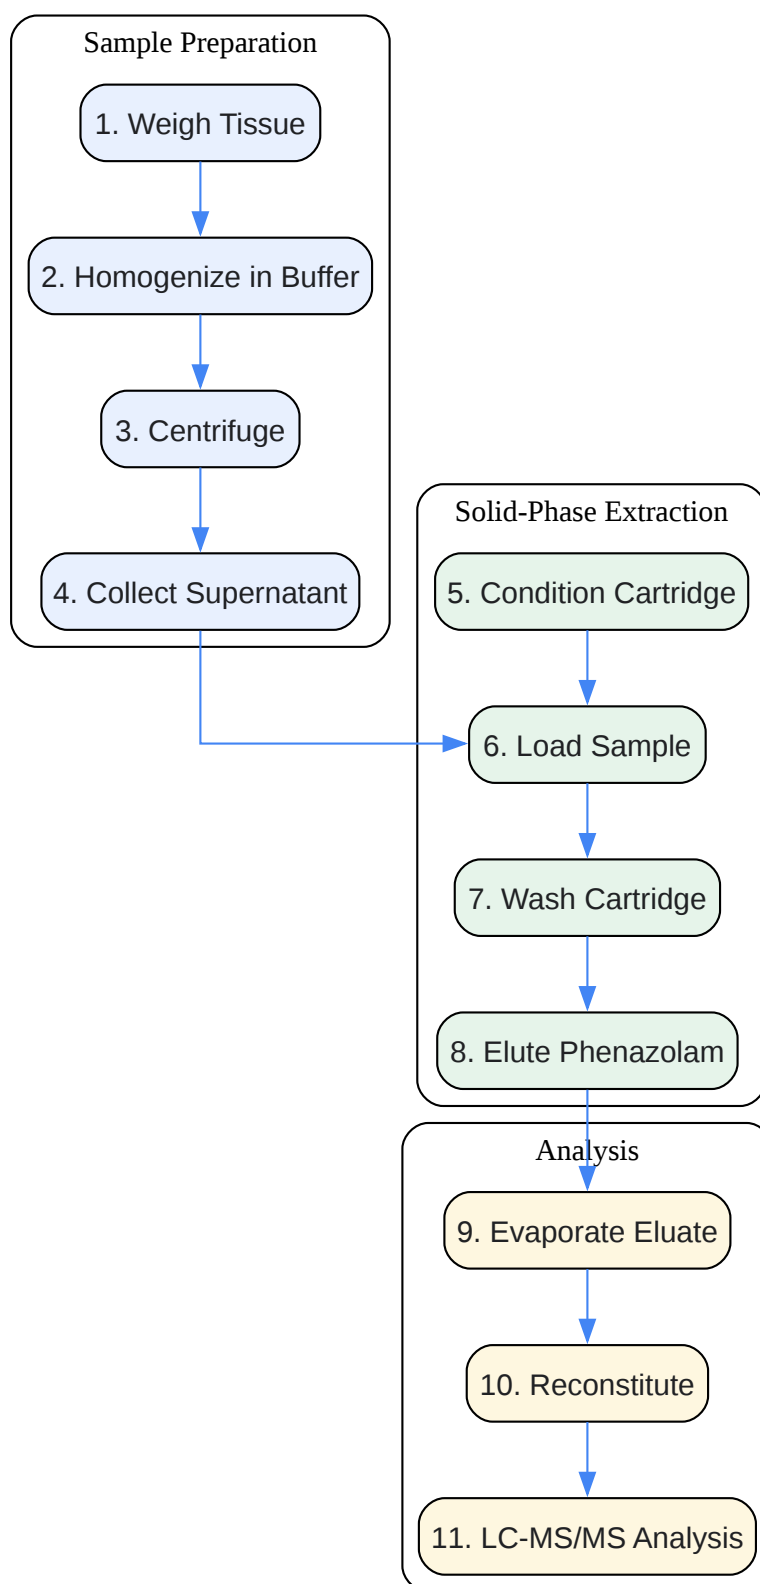 Sample Preparation
1. Weigh Tissue
2. Homogenize in Buffer
3. Centrifuge
4. Collect Supernatant
Solid-Phase Extraction
5. Condition Cartridge
6. Load Sample
7. Wash Cartridge
8. Elute Phenazolam
Analysis
9. Evaporate Eluate
10. Reconstitute
11. LC-MS/MS Analysis